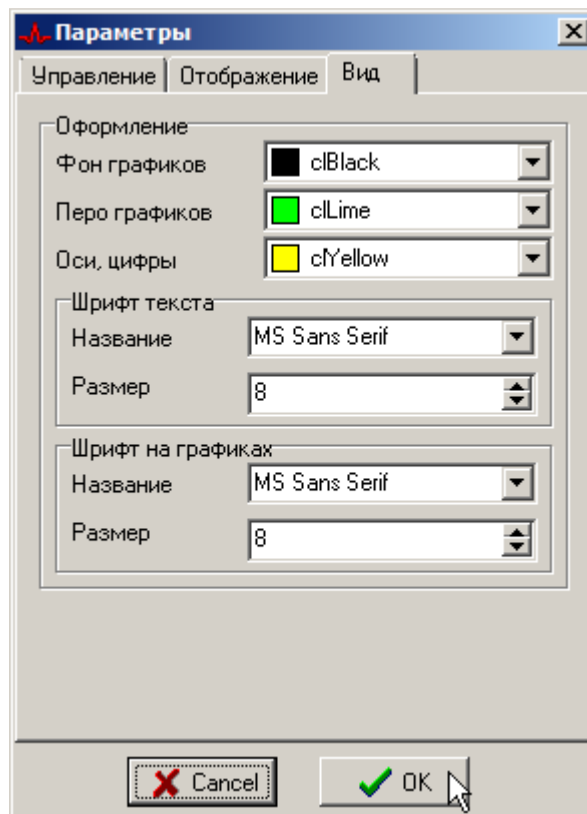 Параметры
Управление Отображение Вид
Оформление
Фон графиков clBlack
Перо графиков clLime
Оси, цифры clYellow
Шрифт текста
Название MS Sans Serif
Размер 8
Шрифт на графиках
Название MS Sans Serif
Размер 8
Cancel OK